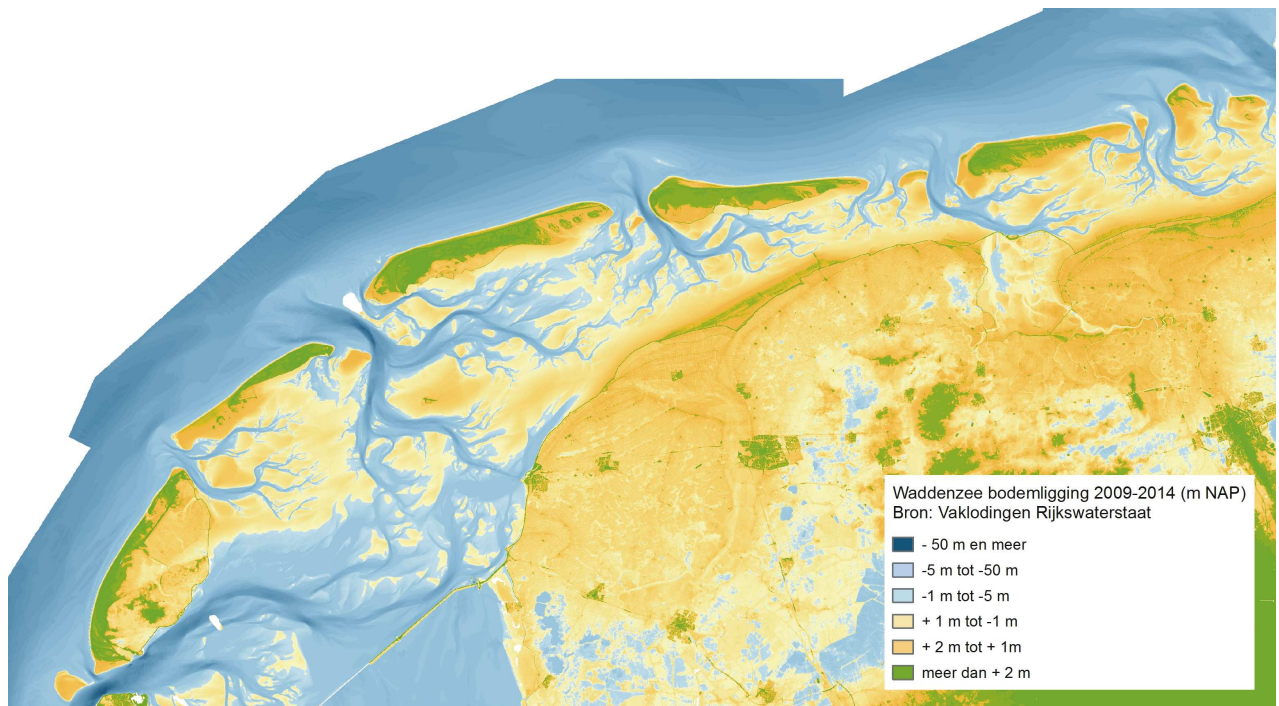 Waddenzee bodemligging 2009-2014 (m NAP)
Bron: Vaklodingen Rijkswaterstaat
- 50 m en meer
-5 m tot -50 m
-1 m tot -5 m
+ 1 m tot -1 m
+ 2 m tot + 1m
meer dan + 2 m